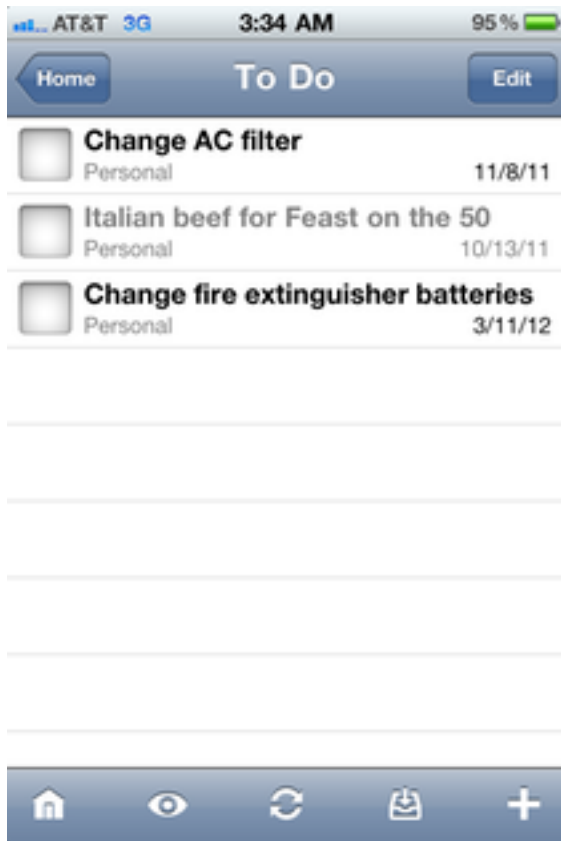 AT&T 3G 3:34 AM 95%
Home To Do Edit
Change AC filter
Personal 11/8/11
Italian beef for Feast on the 50
Personal 10/13/11
Change fire extinguisher batteries
Personal 3/11/12